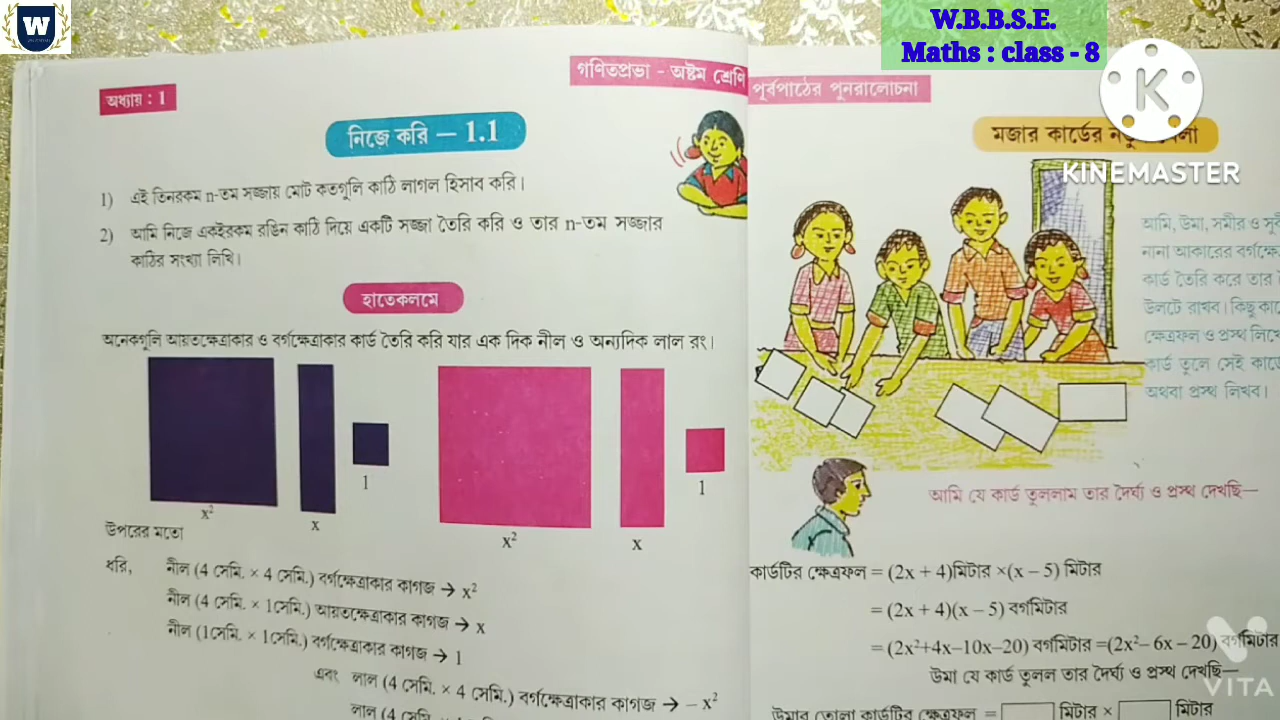 W
W.B.B.S.E.
Maths : class - 8
K
KINEMASTER
অধ্যায় : 1
গণিতপ্রভা - অষ্টম শ্রেণি
নিজে করি – 1.1
1) এই তিনরকম n-তম সজ্জায় মোট কতগুলি কাঠি লাগল হিসাব করি।
2) আমি নিজে একইরকম রঙিন কাঠি দিয়ে একটি সজ্জা তৈরি করি ও তার n-তম সজ্জার
কাঠির সংখ্যা লিখি।
হাতেকলমে
অনেকগুলি আয়তক্ষেত্রাকার ও বর্গক্ষেত্রাকার কার্ড তৈরি করি যার এক দিক নীল ও অন্যদিক লাল রং।
x² x 1 x² x 1
উপরের মতো
ধরি, নীল (4 সেমি. × 4 সেমি.) বর্গক্ষেত্রাকার কাগজ → x²
নীল (4 সেমি. × 1সেমি.) আয়তক্ষেত্রাকার কাগজ → x
নীল (1সেমি. × 1সেমি.) বর্গক্ষেত্রাকার কাগজ → 1
এবং লাল (4 সেমি. × 4 সেমি.) বর্গক্ষেত্রাকার কাগজ → – x²
লাল (4 সেমি.
পূর্বপাঠের পুনরালোচনা
মজার কার্ডের
আমি, উমা, সমীর ও
নানা আকারের
কার্ড তৈরি করে তার
উলটে রাখব। কিছু
ক্ষেত্রফল ও প্রস্থ
কার্ড তুলে সেই
অথবা প্রস্থ লিখব।
আমি যে কার্ড তুললাম তার দৈর্ঘ্য ও প্রস্থ দেখছি—
কার্ডটির ক্ষেত্রফল = (2x + 4)মিটার ×(x – 5) মিটার
= (2x + 4)(x – 5) বর্গমিটার
= (2x²+4x–10x–20) বর্গমিটার =(2x²– 6x – 20) বর্গমিটার
উমা যে কার্ড তুলল তার দৈর্ঘ্য ও প্রস্থ দেখছি—
উমার তোলা কার্ডটির ক্ষেত্রফল = মিটার × মিটার
VITA